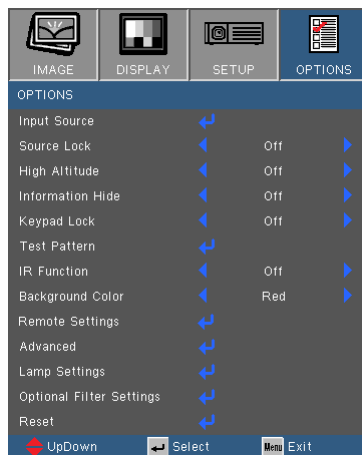 IMAGE DISPLAY SETUP OPTIONS
OPTIONS
Input Source
Source Lock Off
High Altitude Off
Information Hide Off
Keypad Lock Off
Test Pattern
IR Function Off
Background Color Red
Remote Settings
Advanced
Lamp Settings
Optional Filter Settings
Reset
UpDown Select Menu Exit